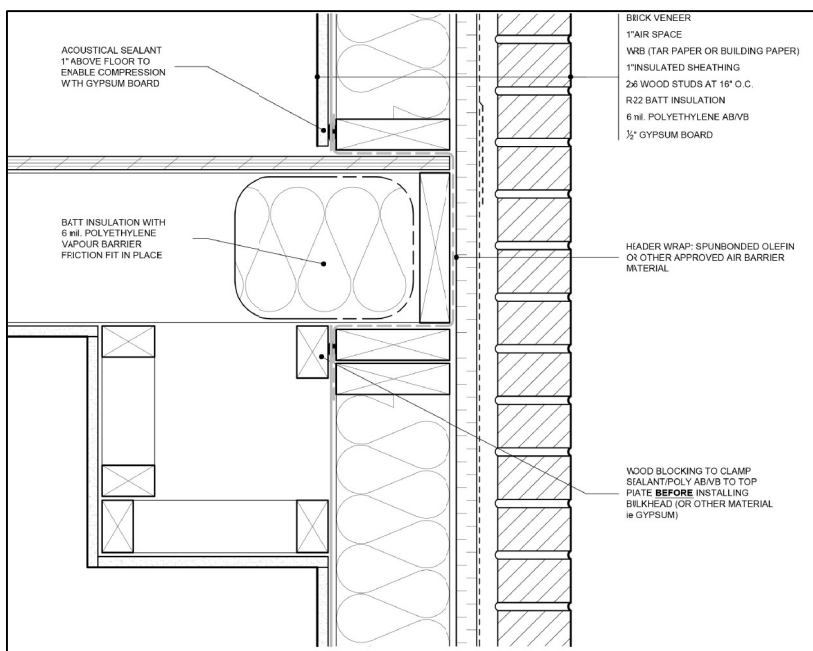 ACOUSTICAL SEALANT
1" ABOVE FLOOR TO
ENABLE COMPRESSION
WITH GYPSUM BOARD
BRICK VENEER
1" AIR SPACE
WRB (TAR PAPER OR BUILDING PAPER)
1" INSULATED SHEATHING
2x6 WOOD STUDS AT 16" O.C.
R-22 BATT INSULATION
6 mil. POLYETHYLENE AB/VB
½" GYPSUM BOARD
BATT INSULATION WITH
6 mil. POLYETHYLENE
VAPOUR BARRIER
FRICTION FIT IN PLACE
HEADER WRAP: SPUNBONDED OLEFIN
OR OTHER APPROVED AIR BARRIER
MATERIAL
WOOD BLOCKING TO CLAMP
SEALANT/POLY AB/VB TO TOP
PLATE BEFORE INSTALLING
BULKHEAD (OR OTHER MATERIAL
ie GYPSUM)